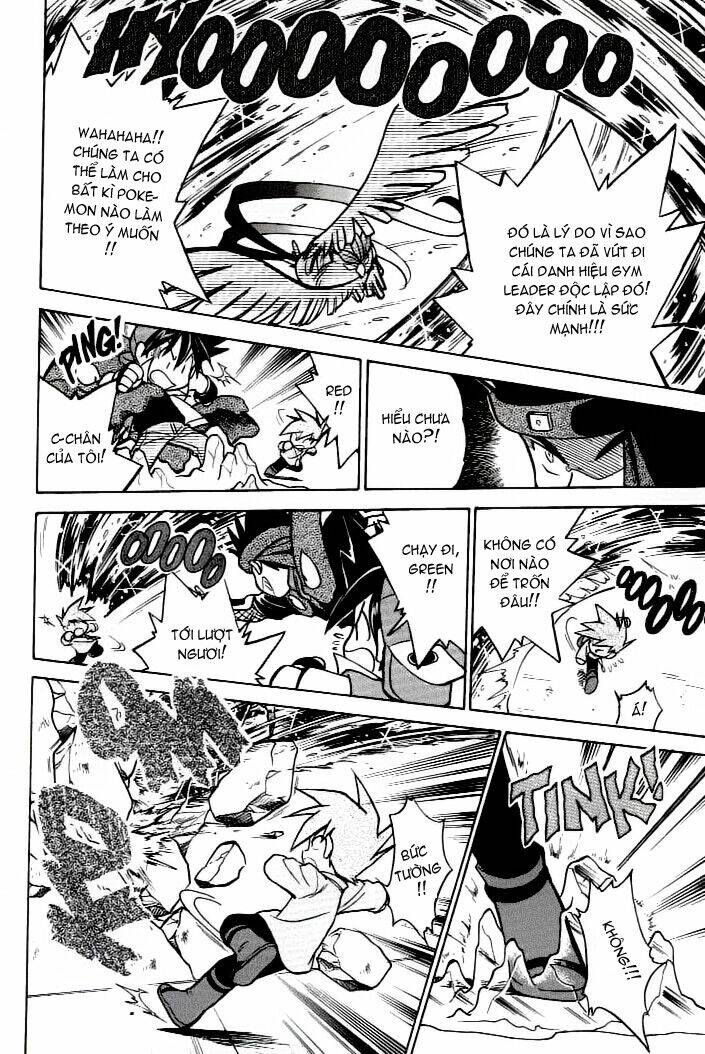 HYOOOOOOOO
WAHAHAHA!!
CHÚNG TA CÓ
THỂ LÀM CHO
BẤT KÌ POKE-
MON NÀO LÀM
THEO Ý MUỐN
!!
ĐÓ LÀ LÝ DO VÌ SAO
CHÚNG TA ĐÃ VỨT ĐI
CÁI DANH HIỆU GYM
LEADER ĐỘC LẬP ĐÓ!
ĐÂY CHÍNH LÀ SỨC
MẠNH!!!
PING!
C-CHÂN
CỦA TÔI!
RED
!!
HIỂU CHƯA
NÀO?!
OOOOOO
TỚI LƯỢT
NGƯƠI!
CHẠY ĐI,
GREEN
!!
KHÔNG CÓ
NƠI NÀO
ĐỂ TRỐN
ĐÂU!!
OOOOOO
Á!
BỨC
TƯỜNG
!!
TINK!
KHÔNG!!!